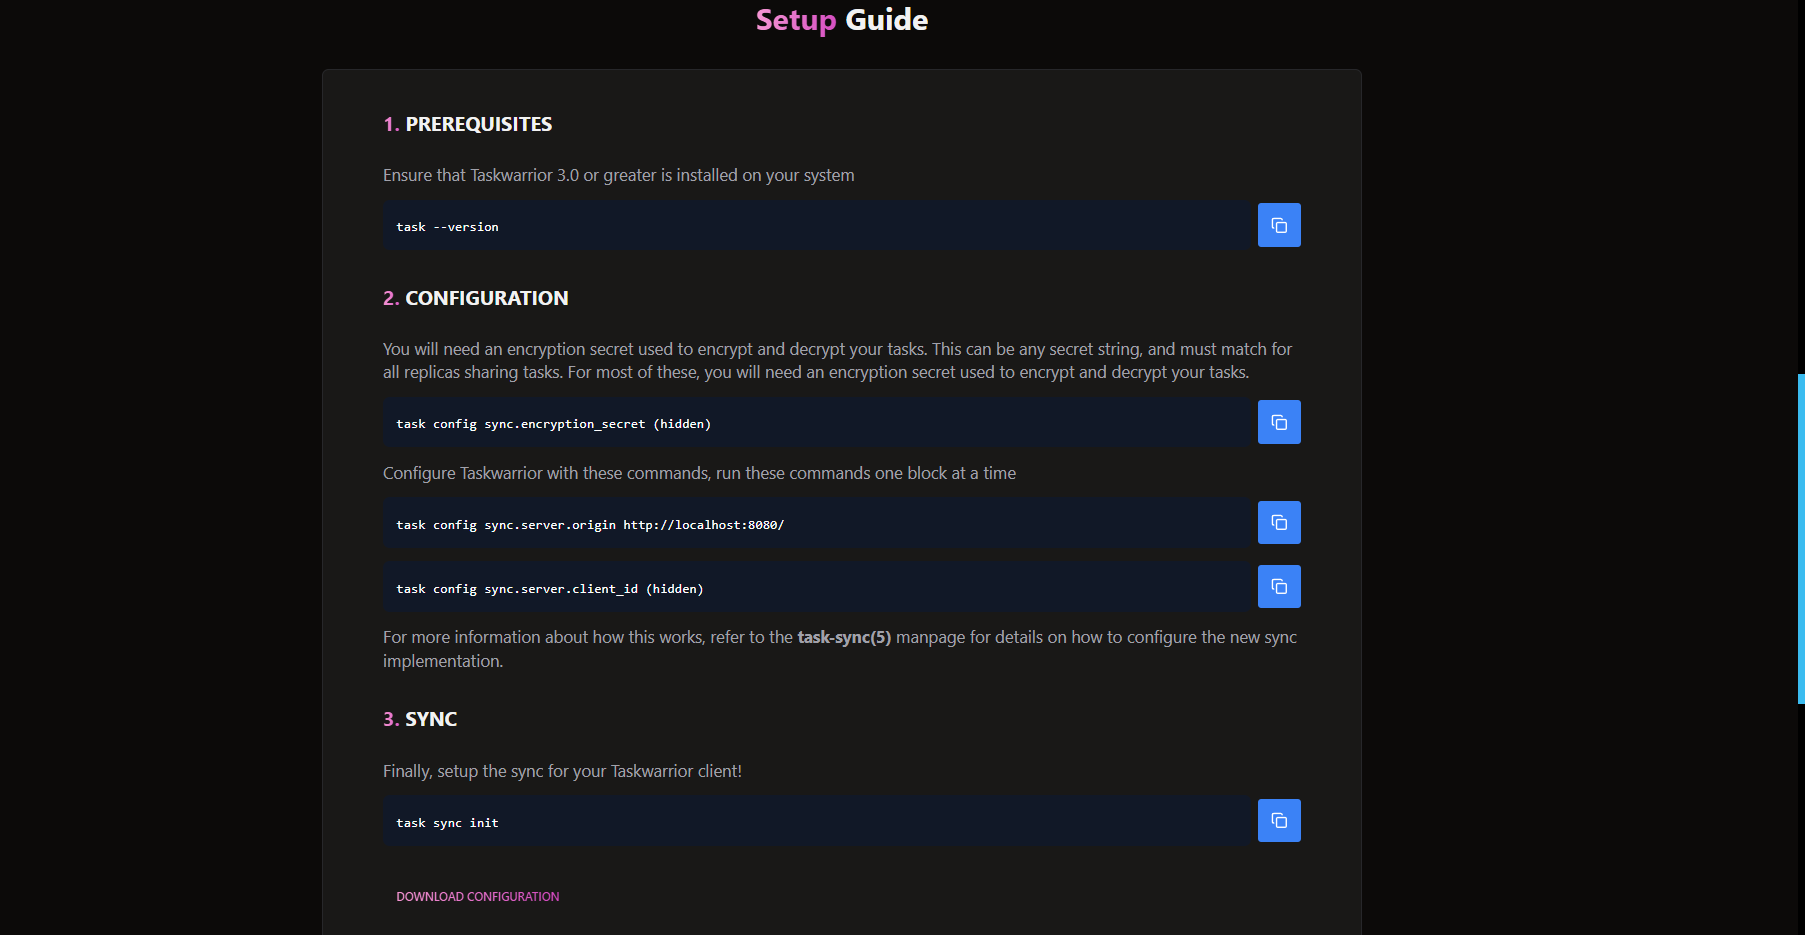 Setup Guide
1. PREREQUISITES
Ensure that Taskwarrior 3.0 or greater is installed on your system
task --version
2. CONFIGURATION
You will need an encryption secret used to encrypt and decrypt your tasks. This can be any secret string, and must match for
all replicas sharing tasks. For most of these, you will need an encryption secret used to encrypt and decrypt your tasks.
task config sync.encryption_secret (hidden)
Configure Taskwarrior with these commands, run these commands one block at a time
task config sync.server.origin http://localhost:8080/
task config sync.server.client_id (hidden)
For more information about how this works, refer to the task-sync(5) manpage for details on how to configure the new sync
implementation.
3. SYNC
Finally, setup the sync for your Taskwarrior client!
task sync init
DOWNLOAD CONFIGURATION